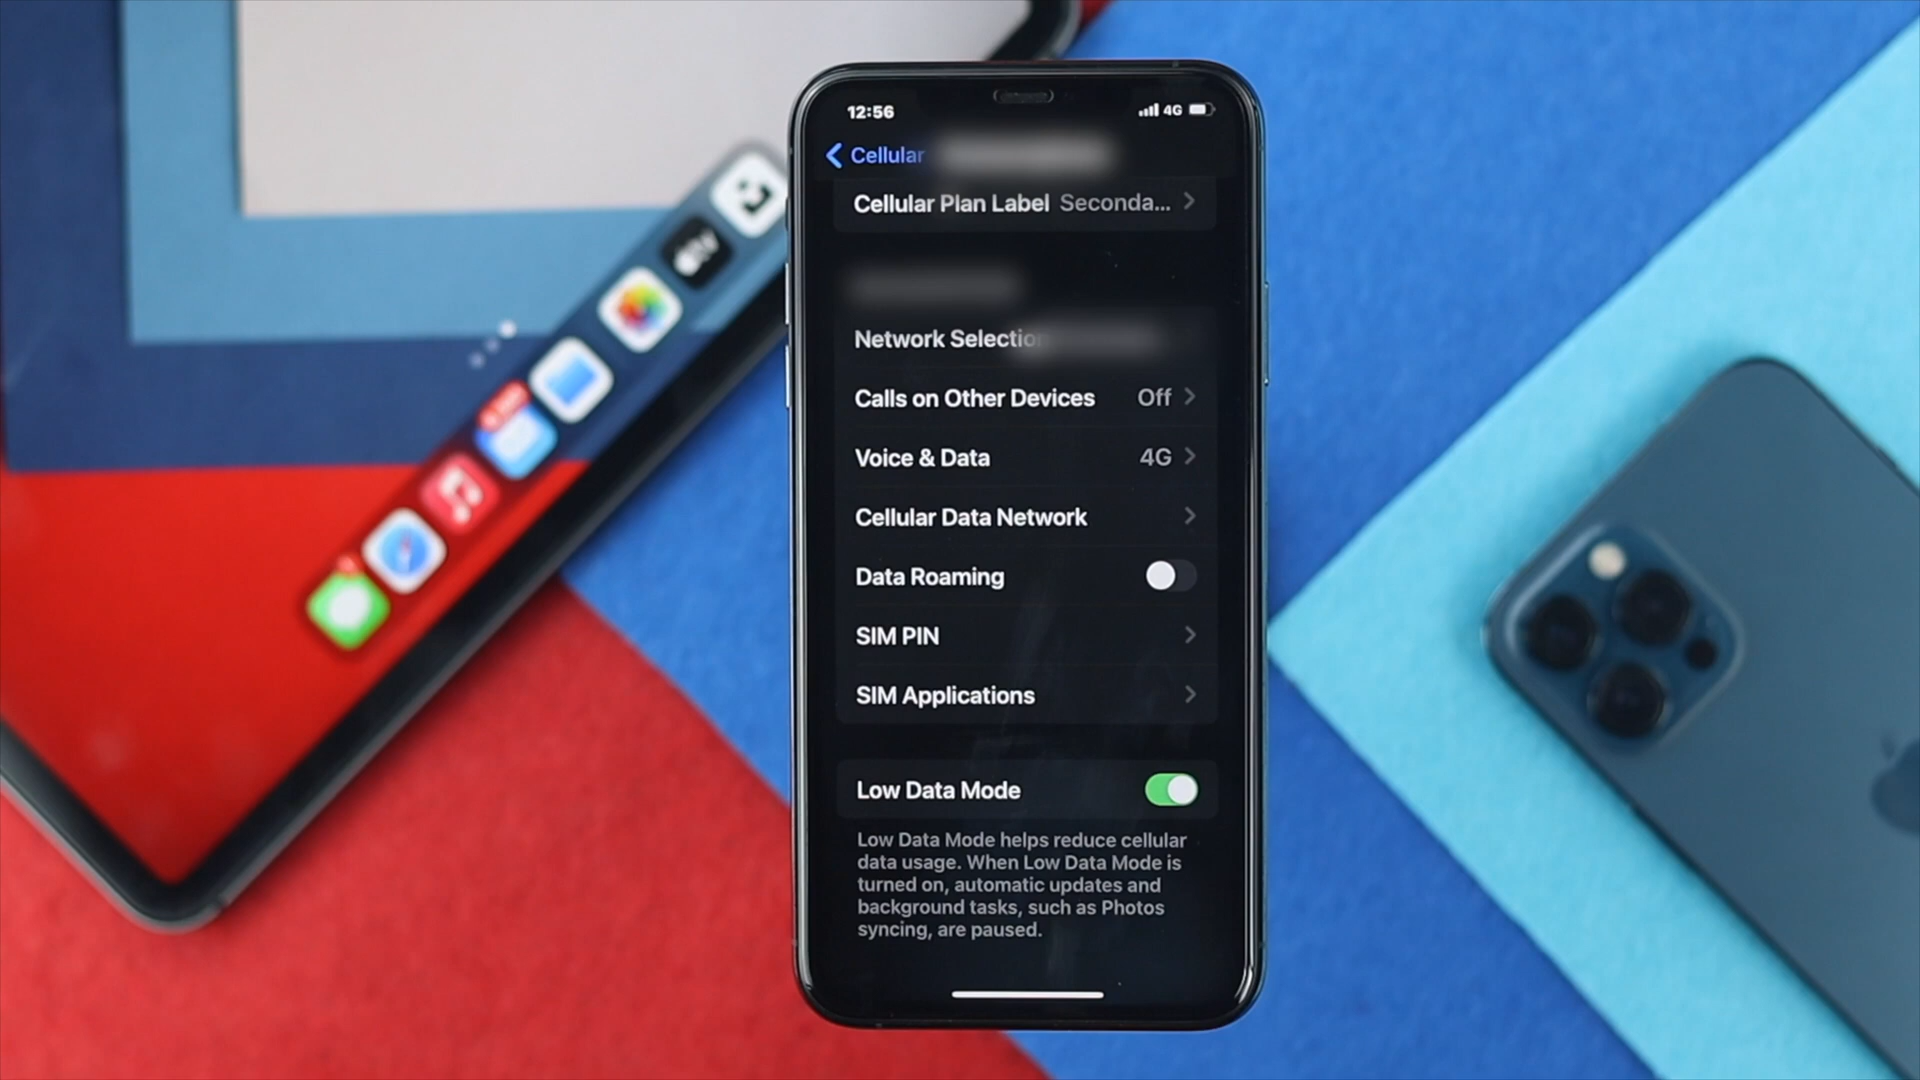 12:56
4G
Cellular
Cellular Plan Label Seconda...
Network Selectio
Calls on Other Devices Off
Voice & Data 4G
Cellular Data Network
Data Roaming
SIM PIN
SIM Applications
Low Data Mode
Low Data Mode helps reduce cellular
data usage. When Low Data Mode is
turned on, automatic updates and
background tasks, such as Photos
syncing, are paused.
tv